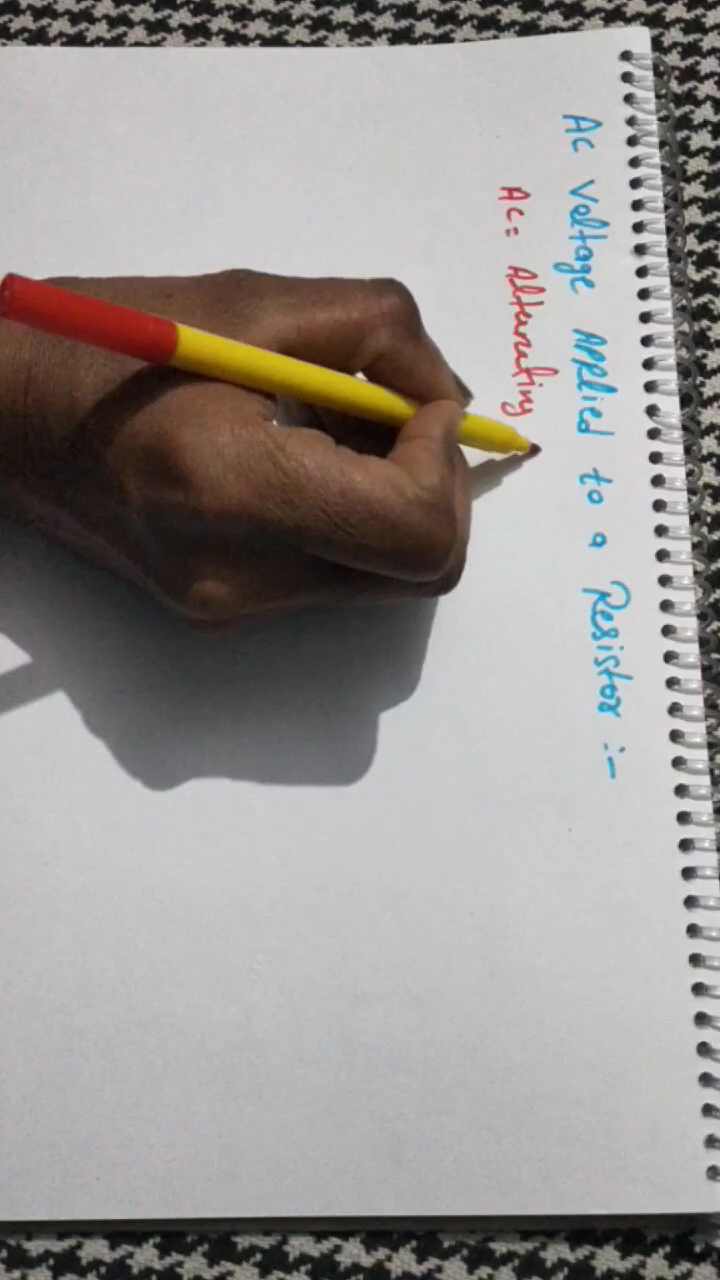 Ac Voltage Applied to a Resistor :-
Ac = Alternating